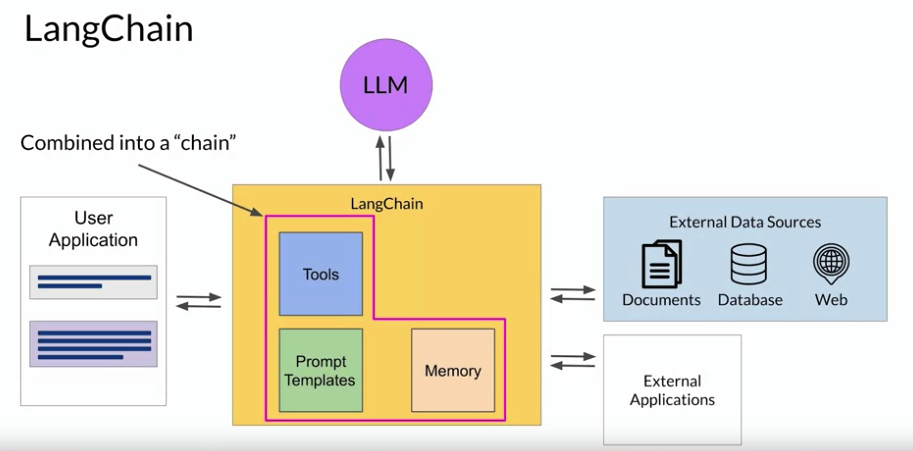 LangChain
LLM
Combined into a “chain”
User
Application
LangChain
Tools
Prompt
Templates
Memory
External Data Sources
Documents
Database
Web
External
Applications